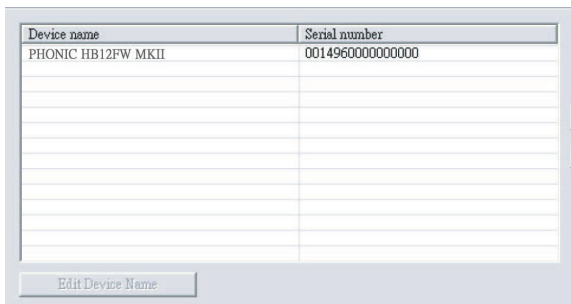 Device name Serial number
PHONIC HB12FW MKII 0014960000000000
Edit Device Name